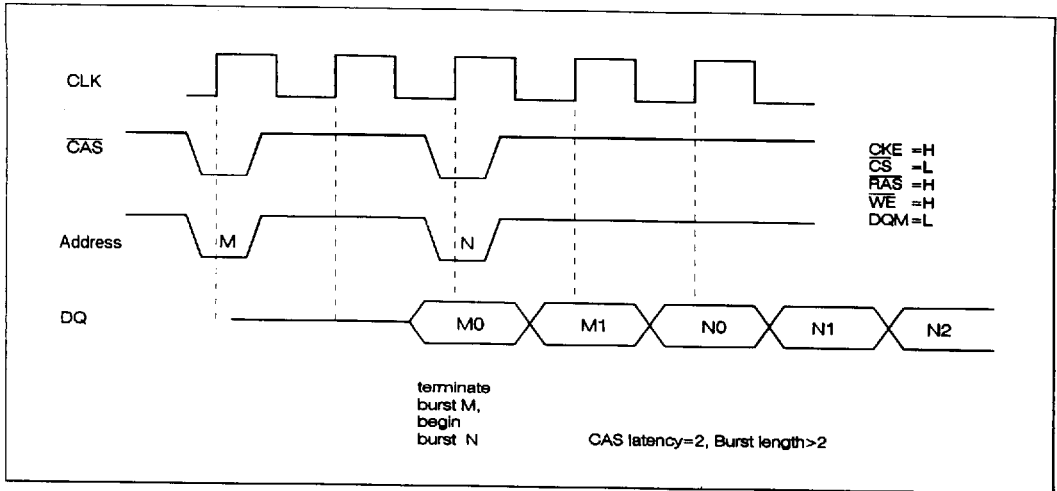 CLK
CAS
CKE =H
CS =L
RAS =H
WE =H
DQM=L
Address
M
N
DQ
M0
M1
N0
N1
N2
terminate
burst M,
begin
burst N
CAS latency=2, Burst length>2